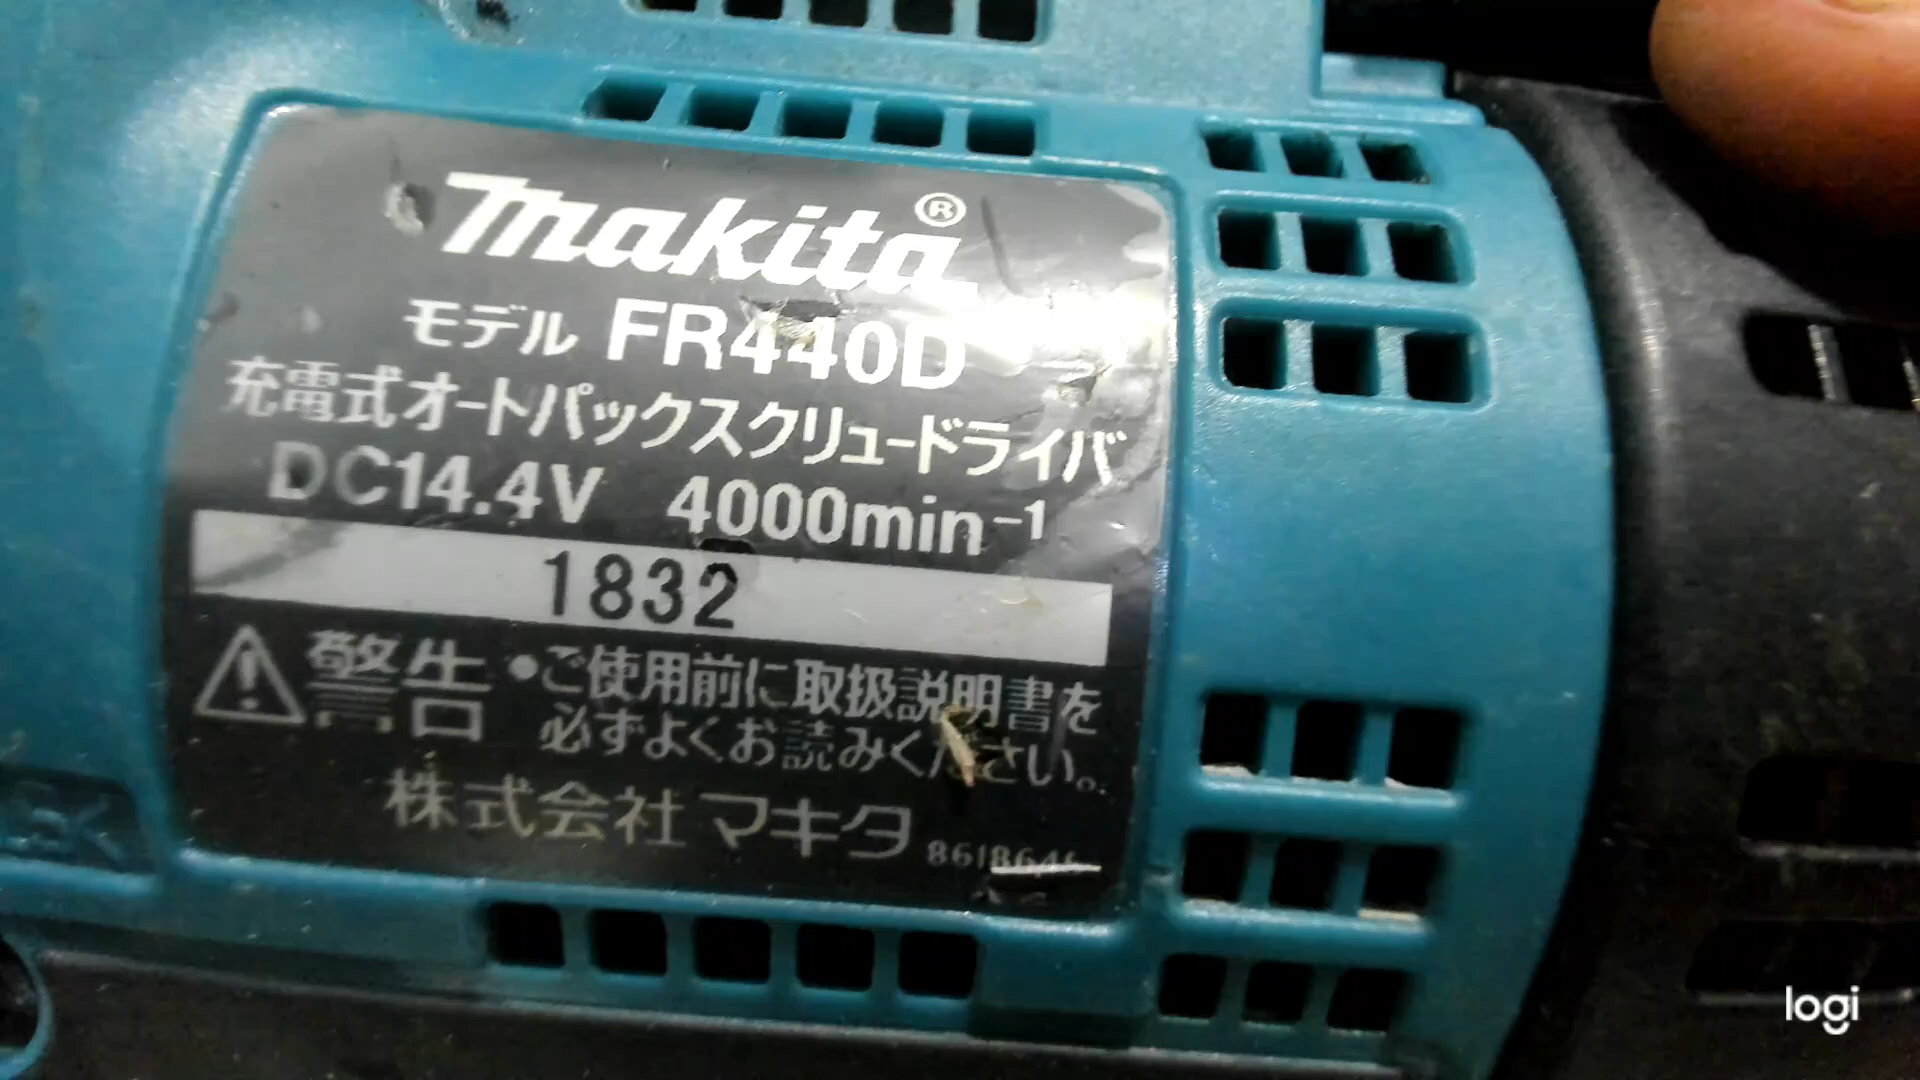 makita®
モデル FR440D
充電式オートパックスクリュードライバ
DC14.4V 4000min⁻¹
1832
警告 •ご使用前に取扱説明書を
必ずよくお読みください。
株式会社マキタ
logi